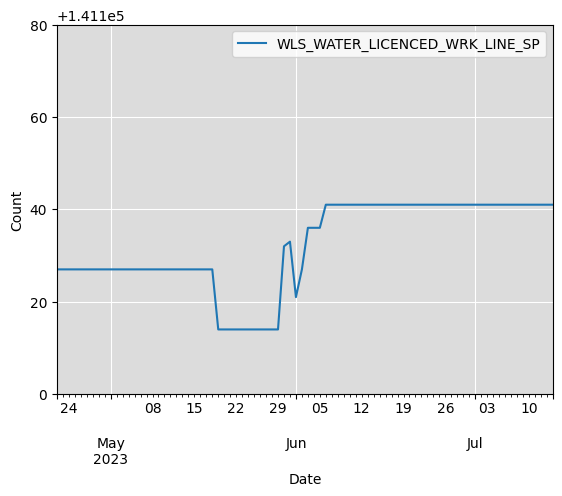 +1.411e5
WLS_WATER_LICENCED_WRK_LINE_SP
80
60
40
20
0
Count
24 08 15 22 29 05 12 19 26 03 10
May Jun Jul
2023
Date